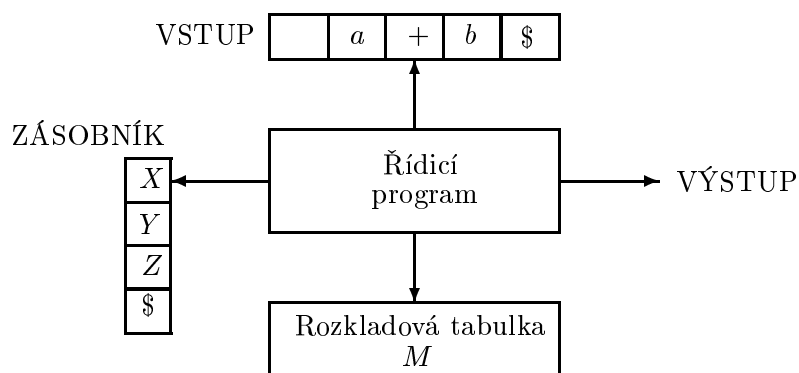 VSTUP a + b $
ZÁSOBNÍK
X
Y
Z
$
Řídicí
program
VÝSTUP
Rozkladová tabulka
M